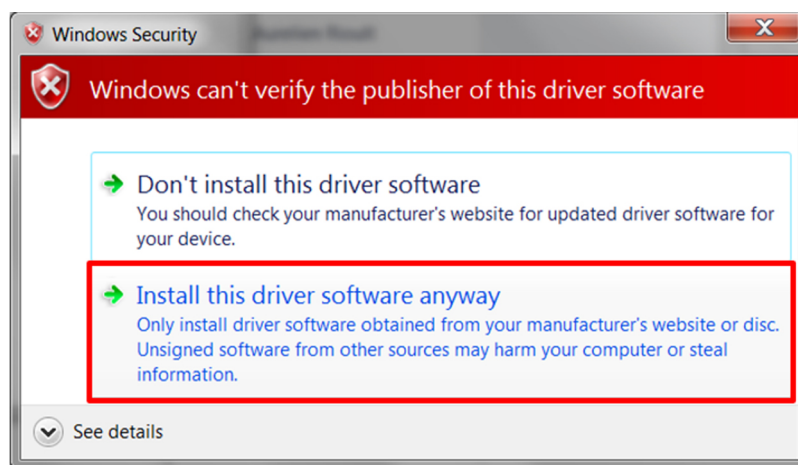 Windows Security
Windows can't verify the publisher of this driver software
Don't install this driver software
You should check your manufacturer's website for updated driver software for
your device.
Install this driver software anyway
Only install driver software obtained from your manufacturer's website or disc.
Unsigned software from other sources may harm your computer or steal
information.
See details